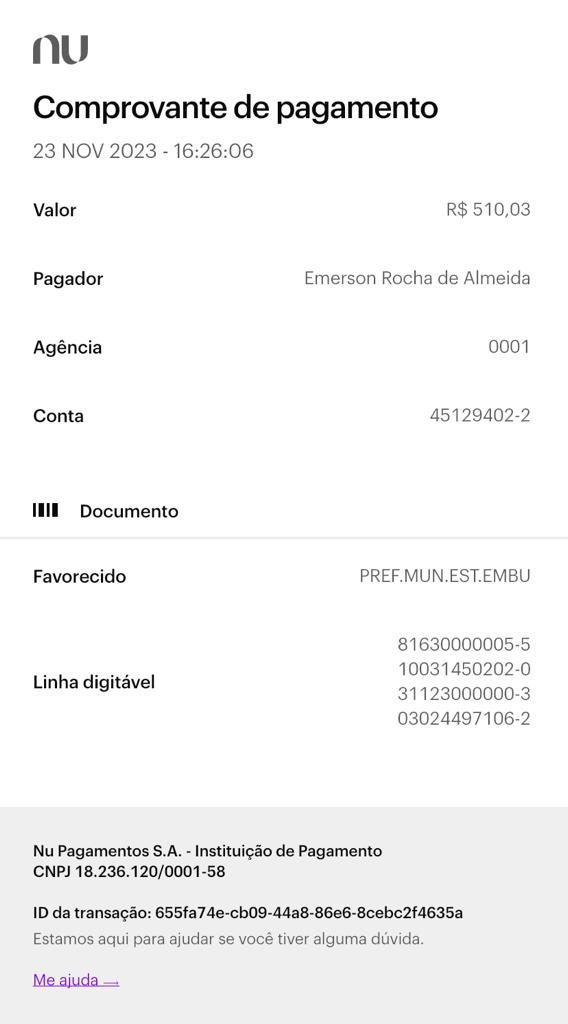 nu
Comprovante de pagamento
23 NOV 2023 - 16:26:06
Valor R$ 510,03
Pagador Emerson Rocha de Almeida
Agência 0001
Conta 45129402-2
Documento
Favorecido PREF.MUN.EST.EMBU
Linha digitável
81630000005-5
10031450202-0
31123000000-3
03024497106-2
Nu Pagamentos S.A. - Instituição de Pagamento
CNPJ 18.236.120/0001-58
ID da transação: 655fa74e-cb09-44a8-86e6-8cebc2f4635a
Estamos aqui para ajudar se você tiver alguma dúvida.
Me ajuda →